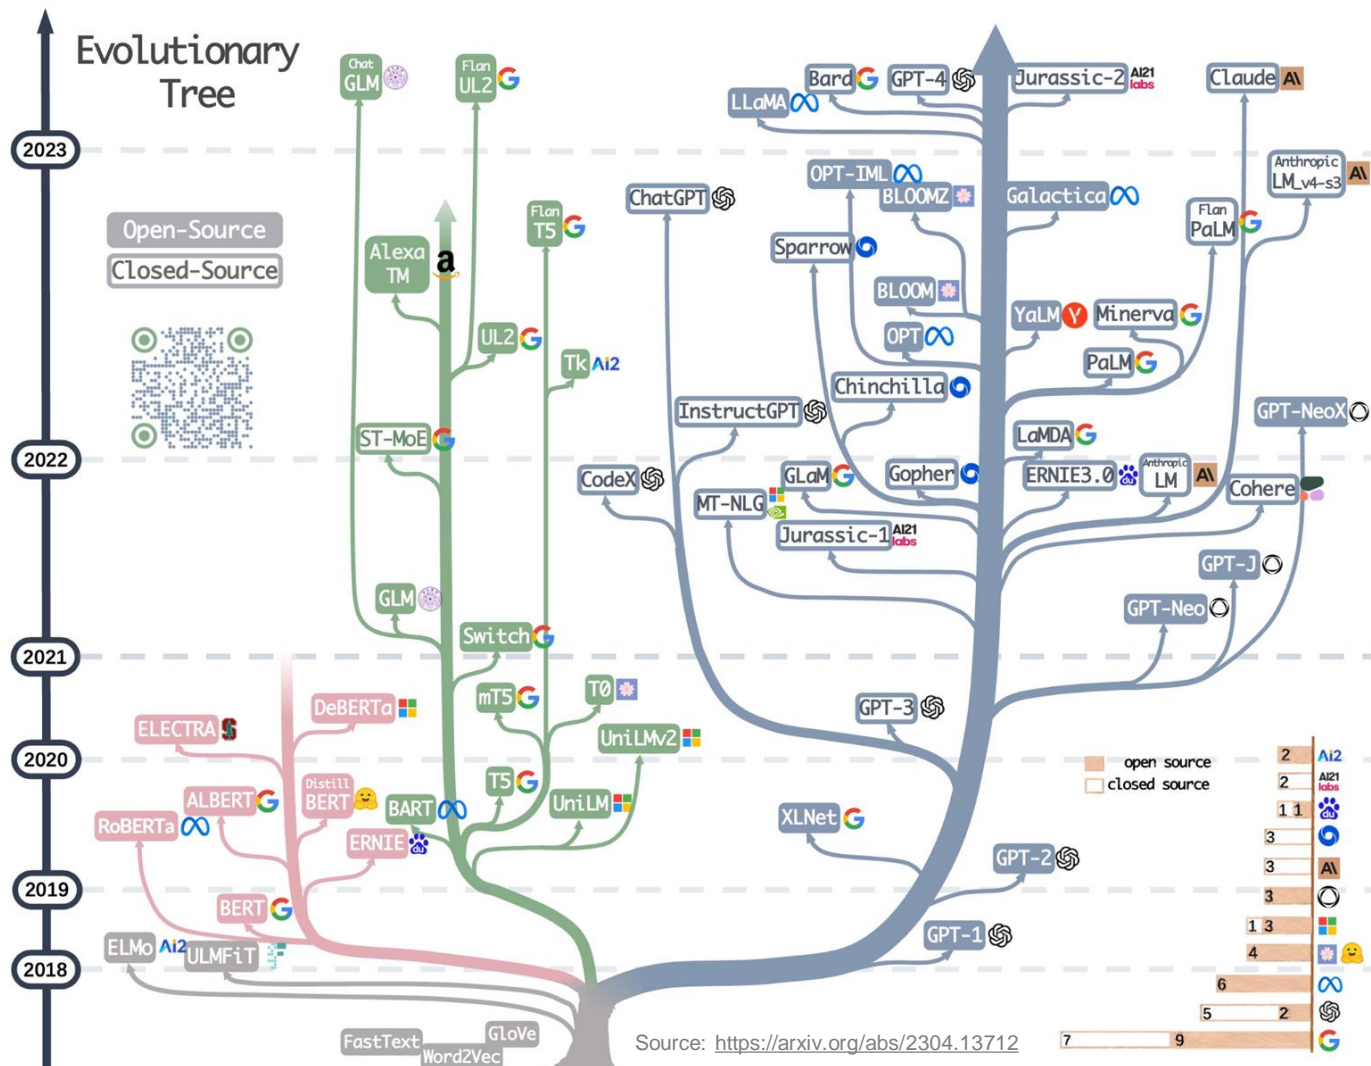 Evolutionary
Tree
2023
2022
2021
2020
2019
2018
Open-Source
Closed-Source
Chat
GLM
Flan
UL2
Alexa
TM
a
Flan
T5
UL2
Tk
Ai2
ST-MoE
GLM
Switch
mT5
T0
UniLMv2
T5
UniLM
BART
DeBERTa
ELECTRA
Distill
BERT
ALBERT
RoBERTa
ERNIE
du
BERT
ELMo
Ai2
ULMFiT
FastText
Word2Vec
GloVe
Bard
GPT-4
Jurassic-2
AI21
labs
Claude
A\
LLaMA
OPT-IML
BLOOMZ
Galactica
Anthropic
LM_v4-s3
A\
ChatGPT
Flan
PaLM
Sparrow
BLOOM
YaLM
Y
Minerva
OPT
PaLM
Chinchilla
InstructGPT
GPT-NeoX
LaMDA
CodeX
GLaM
Gopher
ERNIE3.0
du
Anthropic
LM
A\
Cohere
MT-NLG
Jurassic-1
AI21
labs
GPT-J
GPT-Neo
GPT-3
XLNet
GPT-2
GPT-1
open source
closed source
2 Ai2
2 AI21
labs
1 1 du
3
3 A\
3
1 3
4
6
5 2
7 9
Source: https://arxiv.org/abs/2304.13712